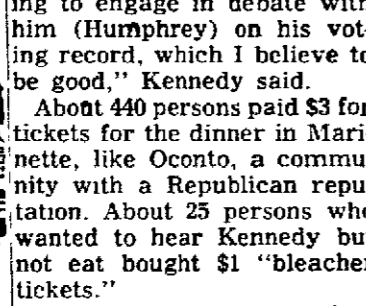 ing to engage in debate with
him (Humphrey) on his vot-
ing record, which I believe to
be good," Kennedy said.
About 440 persons paid $3 for
tickets for the dinner in Mari
nette, like Oconto, a commu
nity with a Republican repu
tation. About 25 persons who
wanted to hear Kennedy but
not eat bought $1 "bleacher
tickets."